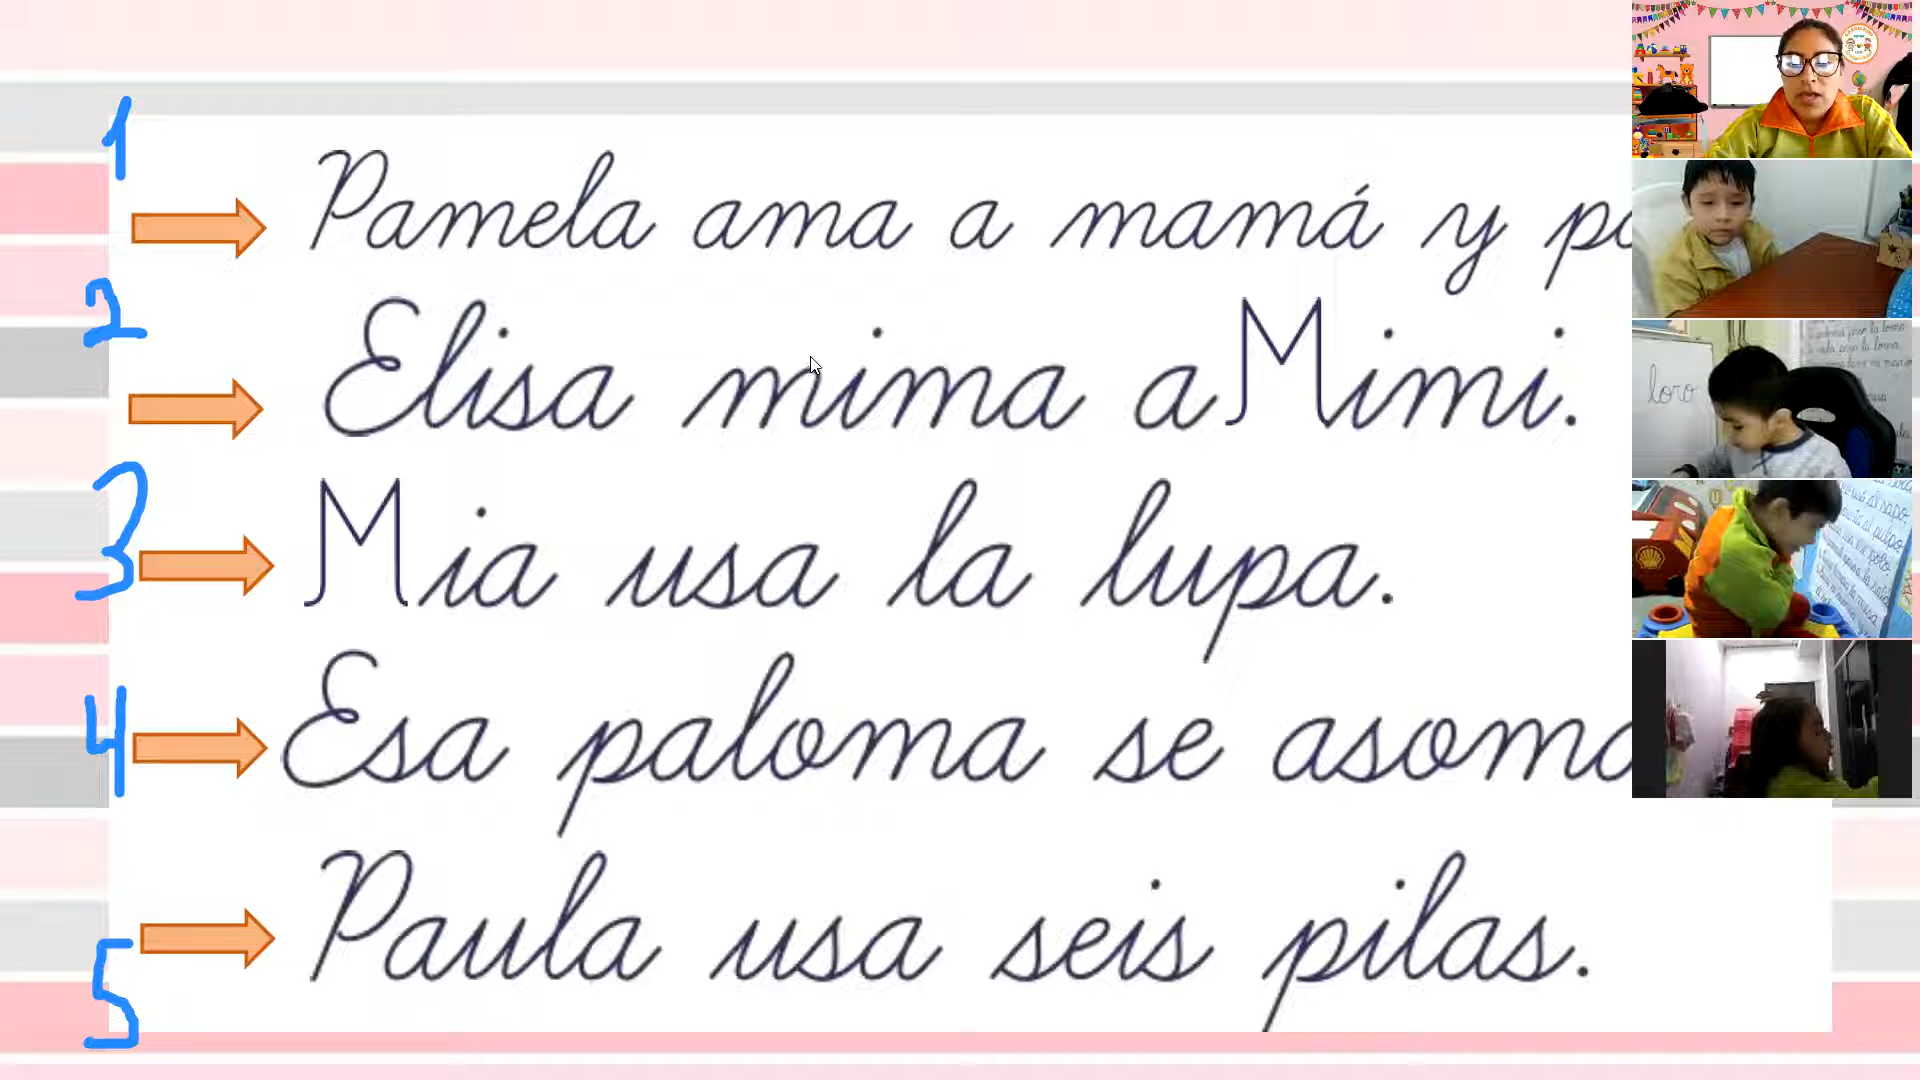 1
Pamela ama a mamá y
2
Elisa mima a Mimi.
3
Mia usa la lupa.
4
Esa paloma se
5
Paula usa seis pilas.
loro